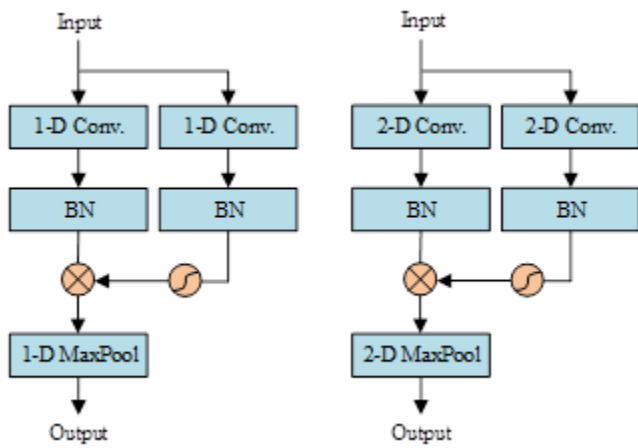 Input
1-D Conv.
1-D Conv.
BN
BN
1-D MaxPool
Output
Input
2-D Conv.
2-D Conv.
BN
BN
2-D MaxPool
Output